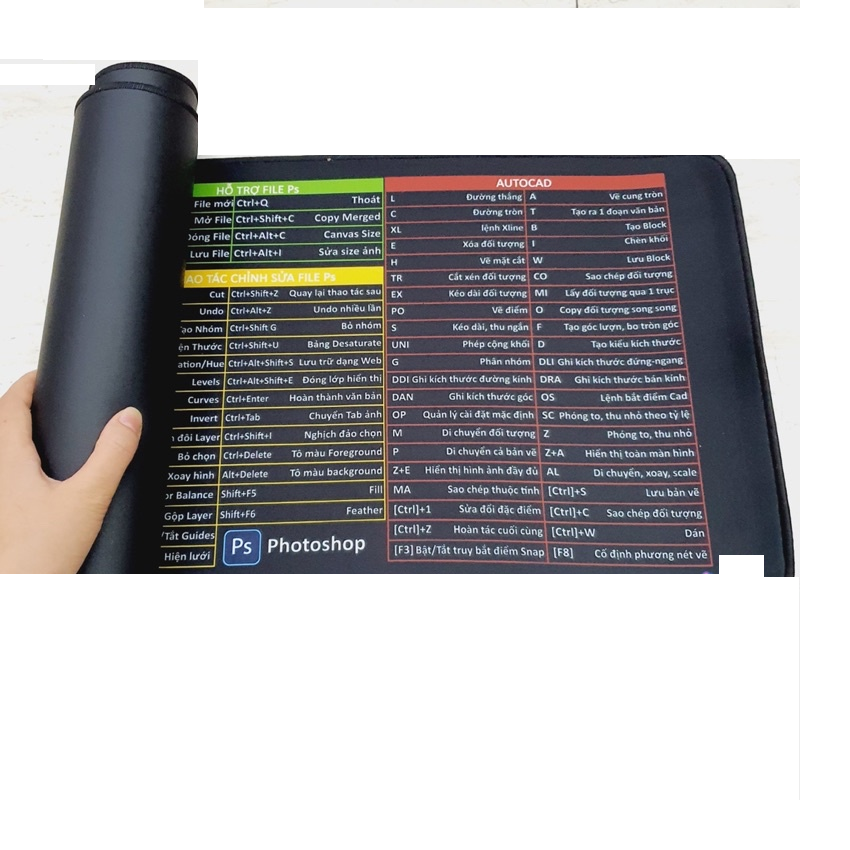 HỖ TRỢ FILE Ps
File mới Ctrl+Q Thoát
Mở File Ctrl+Shift+C Copy Merged
Đóng File Ctrl+Alt+C Canvas Size
Lưu File Ctrl+Alt+I Sửa size ảnh
TÁC CHỈNH SỬA FILE Ps
Cut Ctrl+Shift+Z Quay lại thao tác sau
Undo Ctrl+Alt+Z Undo nhiều lần
Nhóm Ctrl+Shift G Bỏ nhóm
Thước Ctrl+Shift+U Bảng Desaturate
ation/Hue Ctrl+Alt+Shift+S Lưu trữ dạng Web
Levels Ctrl+Alt+Shift+E Đóng lớp hiển thị
Curves Ctrl+Enter Hoàn thành văn bản
Invert Ctrl+Tab Chuyển Tab ảnh
đôi Layer Ctrl+Shift+I Nghịch đảo chọn
Bỏ chọn Ctrl+Delete Tô màu Foreground
Xoay hình Alt+Delete Tô màu background
or Balance Shift+F5 Fill
Gộp Layer Shift+F6 Feather
/Tắt Guides
Hiện lưới
Ps Photoshop
AUTOCAD
L Đường thẳng A Vẽ cung tròn
C Đường tròn T Tạo ra 1 đoạn văn bản
XL lệnh Xline B Tạo Block
E Xóa đối tượng I Chèn khối
H Vẽ mặt cắt W Lưu Block
TR Cắt xén đối tượng CO Sao chép đối tượng
EX Kéo dài đối tượng MI Lấy đối tượng qua 1 trục
PO Vẽ điểm O Copy đối tượng song song
S Kéo dài, thu ngắn F Tạo góc lượn, bo tròn góc
UNI Phép cộng khối D Tạo kiểu kích thước
G Phân nhóm DLI Ghi kích thước đứng-ngang
DDI Ghi kích thước đường kính DRA Ghi kích thước bán kính
DAN Ghi kích thước góc OS Lệnh bắt điểm Cad
OP Quản lý cài đặt mặc định SC Phóng to, thu nhỏ theo tỷ lệ
M Di chuyển đối tượng Z Phóng to, thu nhỏ
P Di chuyển cả bản vẽ Z+A Hiển thị toàn màn hình
Z+E Hiển thị hình ảnh đầy đủ AL Di chuyển, xoay, scale
MA Sao chép thuộc tính [Ctrl]+S Lưu bản vẽ
[Ctrl]+1 Sửa đổi đặc điểm [Ctrl]+C Sao chép đối tượng
[Ctrl]+Z Hoàn tác cuối cùng [Ctrl]+W Dán
[F3] Bật/Tắt truy bắt điểm Snap [F8] Cố định phương nét vẽ